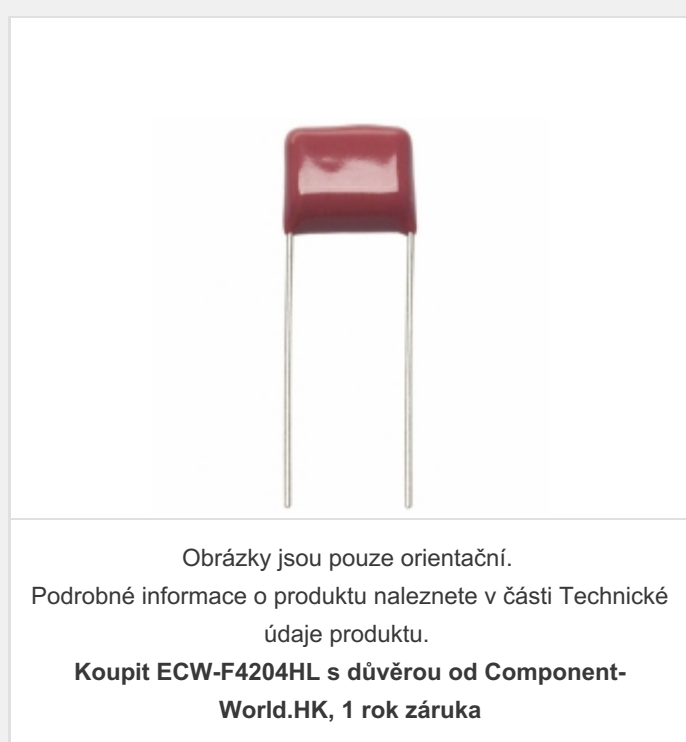 Obrázky jsou pouze orientační.
Podrobné informace o produktu naleznete v části Technické
údaje produktu.
Koupit ECW-F4204HL s důvěrou od Component-
World.HK, 1 rok záruka